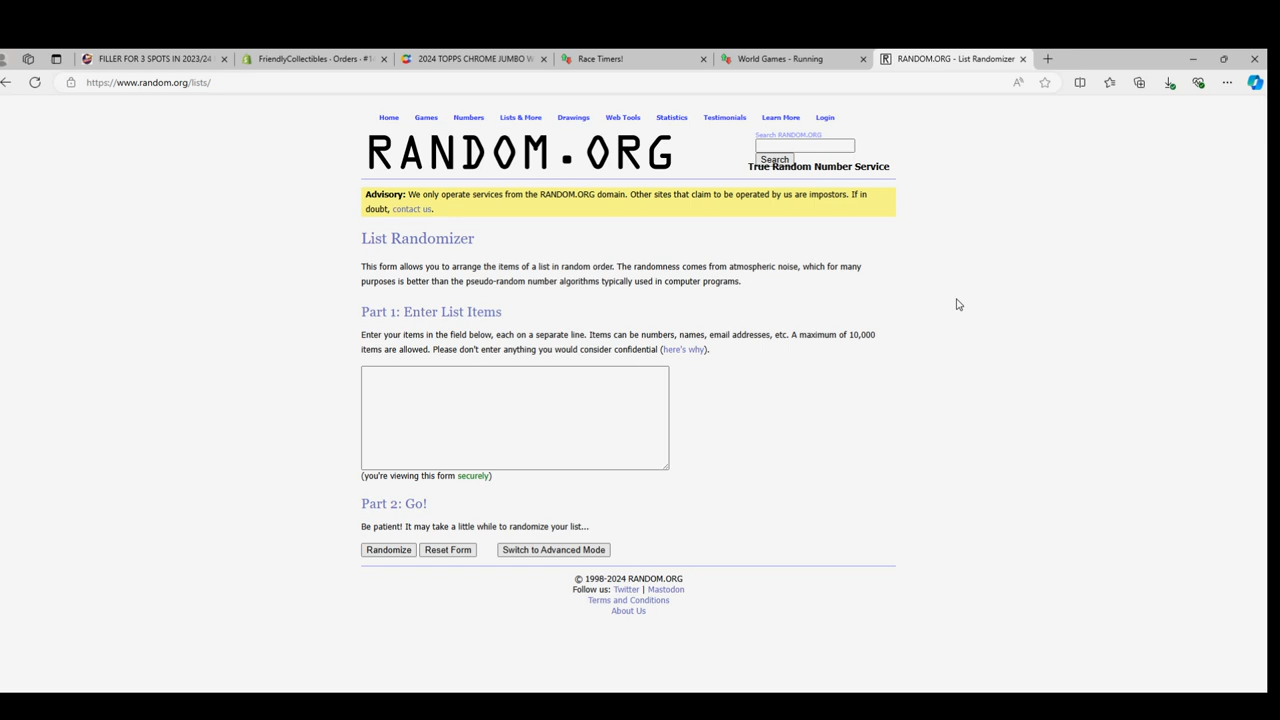 FILLER FOR 3 SPOTS IN 2023/24
FriendlyCollectibles · Orders · #1
2024 TOPPS CHROME JUMBO W
Race Timers!
World Games - Running
RANDOM.ORG - List Randomizer
https://www.random.org/lists/
Home Games Numbers Lists & More Drawings Web Tools Statistics Testimonials Learn More Login
RANDOM.ORG
Search RANDOM.ORG
Search
True Random Number Service
Advisory: We only operate services from the RANDOM.ORG domain. Other sites that claim to be operated by us are impostors. If in
doubt, contact us.
List Randomizer
This form allows you to arrange the items of a list in random order. The randomness comes from atmospheric noise, which for many
purposes is better than the pseudo-random number algorithms typically used in computer programs.
Part 1: Enter List Items
Enter your items in the field below, each on a separate line. Items can be numbers, names, email addresses, etc. A maximum of 10,000
items are allowed. Please don't enter anything you would consider confidential (here's why).
(you're viewing this form securely)
Part 2: Go!
Be patient! It may take a little while to randomize your list...
Randomize Reset Form Switch to Advanced Mode
© 1998-2024 RANDOM.ORG
Follow us: Twitter | Mastodon
Terms and Conditions
About Us